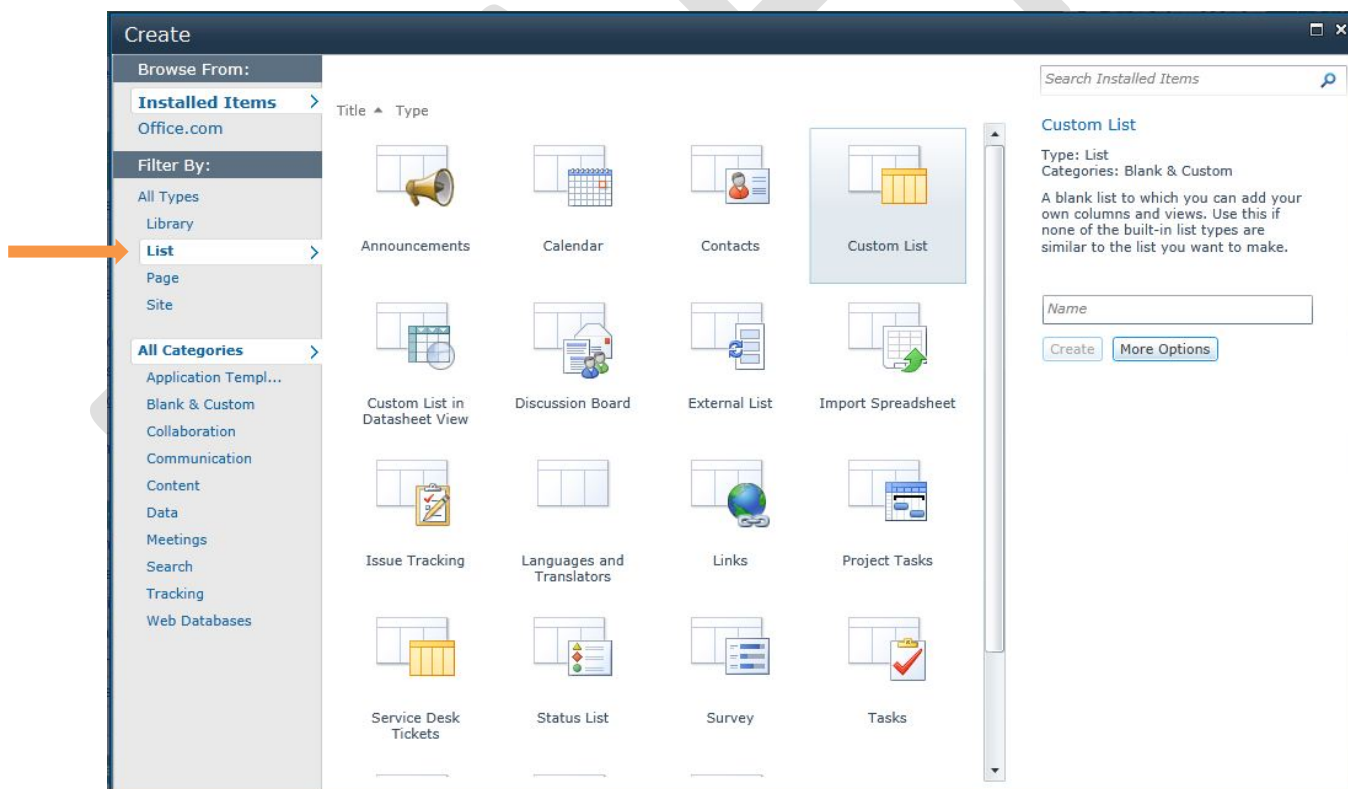 Create
Browse From:
Installed Items
Office.com
Filter By:
All Types
Library
List
Page
Site
All Categories
Application Templ...
Blank & Custom
Collaboration
Communication
Content
Data
Meetings
Search
Tracking
Web Databases
Title Type
Announcements
Calendar
Contacts
Custom List
Custom List in
Datasheet View
Discussion Board
External List
Import Spreadsheet
Issue Tracking
Languages and
Translators
Links
Project Tasks
Service Desk
Tickets
Status List
Survey
Tasks
Search Installed Items
Custom List
Type: List
Categories: Blank & Custom
A blank list to which you can add your
own columns and views. Use this if
none of the built-in list types are
similar to the list you want to make.
Name
Create More Options